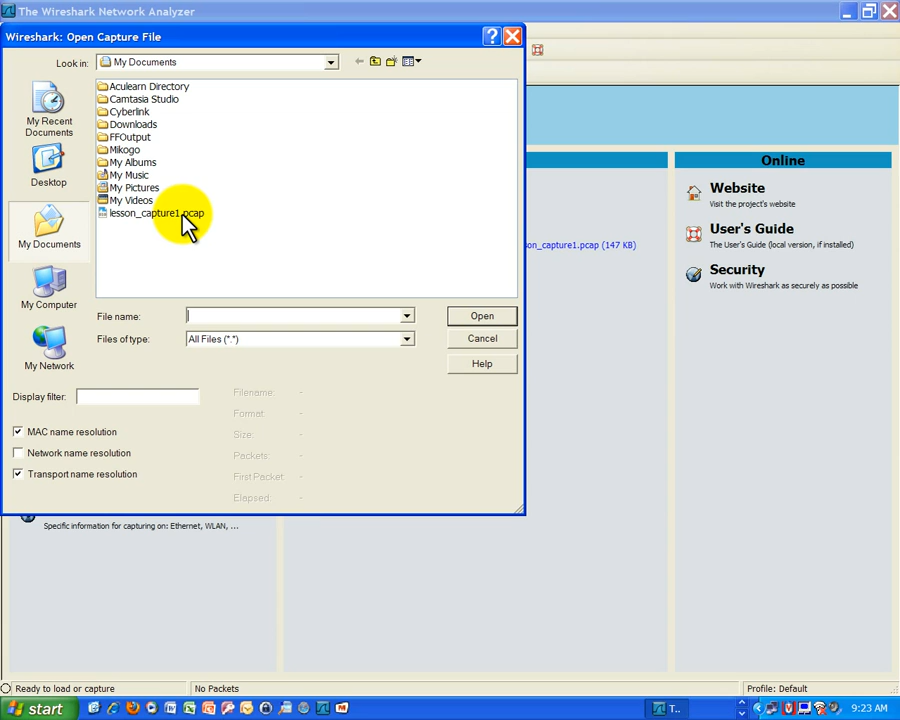 The Wireshark Network Analyzer
Wireshark: Open Capture File
Look in:
My Documents
My Recent
Documents
Desktop
My Documents
My Computer
My Network
Aculearn Directory
Camtasia Studio
Cyberlink
Downloads
FFOutput
Mikogo
My Albums
My Music
My Pictures
My Videos
lesson_capture1.pcap
File name:
Open
Files of type:
All Files (*.*)
Cancel
Help
Display filter:
Filename: -
Format -
Size: -
Packets: -
First Packet -
Elapsed: -
MAC name resolution
Network name resolution
Transport name resolution
on_capture1.pcap (147 KB)
Online
Website
Visit the project's website
User's Guide
The User's Guide (local version, if installed)
Security
Work with Wireshark as securely as possible
Specific information for capturing on: Ethernet, WLAN, ...
Ready to load or capture
No Packets
Profile: Default
start
T..
9:23 AM